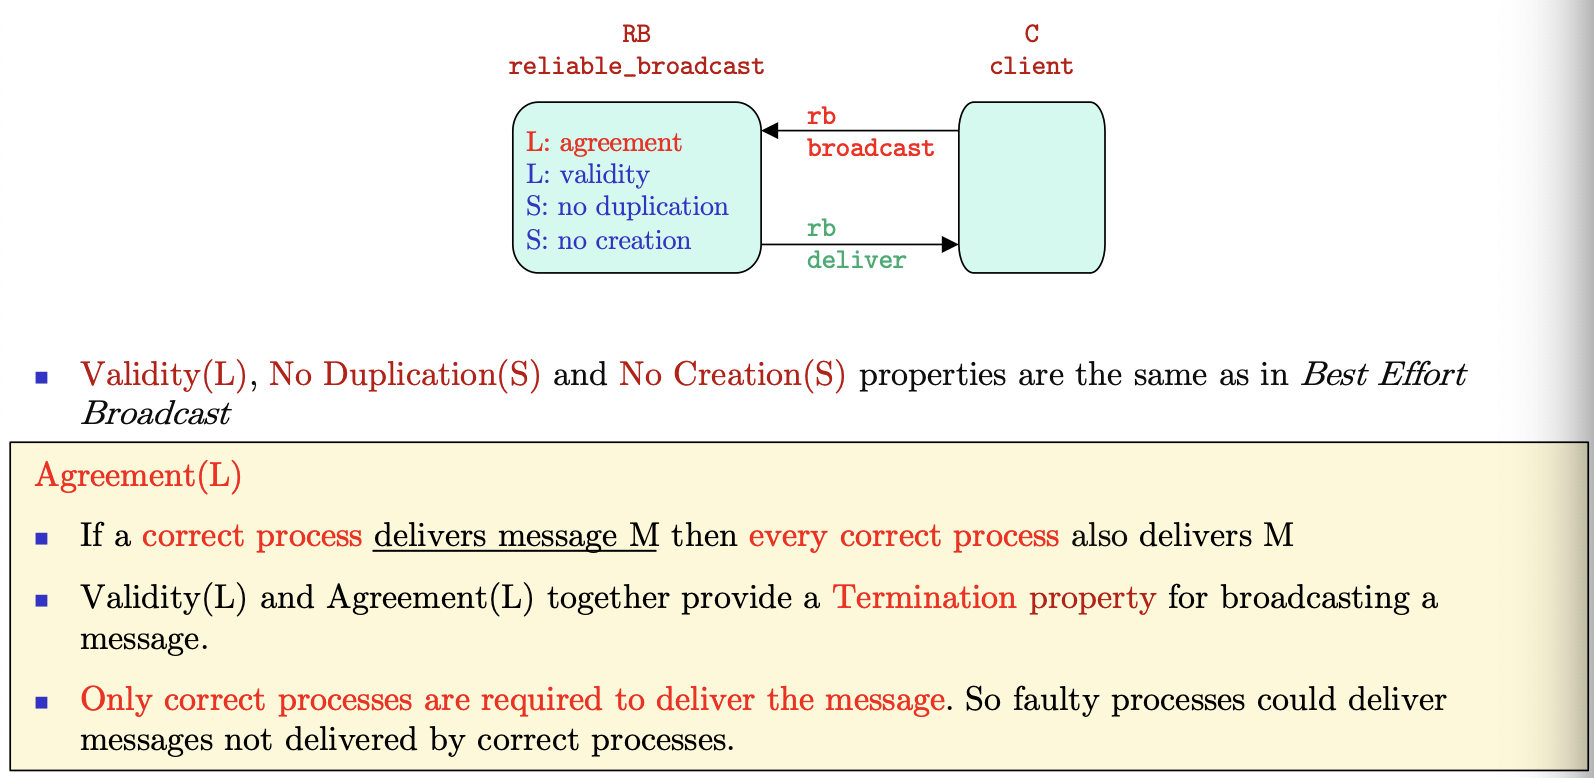 RB
reliable_broadcast
C
client
L: agreement
L: validity
S: no duplication
S: no creation
rb
broadcast
rb
deliver
Validity(L), No Duplication(S) and No Creation(S) properties are the same as in Best Effort
Broadcast
Agreement(L)
If a correct process delivers message M then every correct process also delivers M
Validity(L) and Agreement(L) together provide a Termination property for broadcasting a
message.
Only correct processes are required to deliver the message. So faulty processes could deliver
messages not delivered by correct processes.